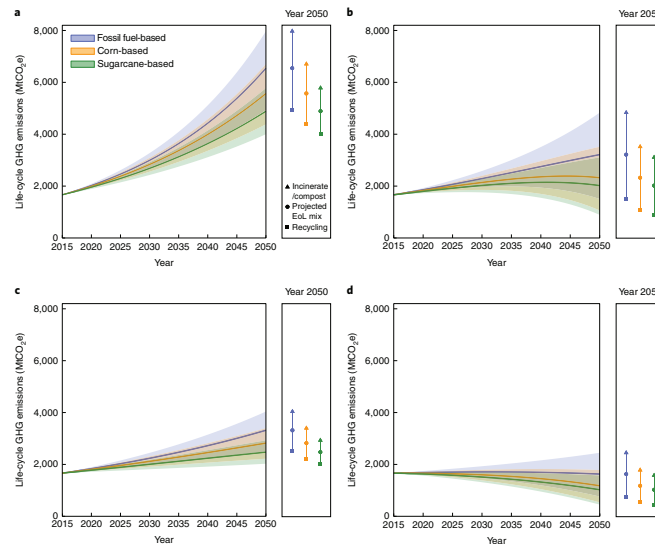 a
Year 2050
8,000
Fossil fuel-based
Corn-based
Sugarcane-based
6,000
4,000
2,000
0
Life-cycle GHG emissions (MtCO2e)
2015 2020 2025 2030 2035 2040 2045 2050
Year
Incinerate
/compost
Projected
EoL mix
Recycling
b
Year 205
8,000
6,000
4,000
2,000
0
Life-cycle GHG emissions (MtCO2e)
2015 2020 2025 2030 2035 2040 2045 2050
Year
c
Year 2050
8,000
6,000
4,000
2,000
0
Life-cycle GHG emissions (MtCO2e)
2015 2020 2025 2030 2035 2040 2045 2050
Year
d
Year 205
8,000
6,000
4,000
2,000
0
Life-cycle GHG emissions (MtCO2e)
2015 2020 2025 2030 2035 2040 2045 2050
Year